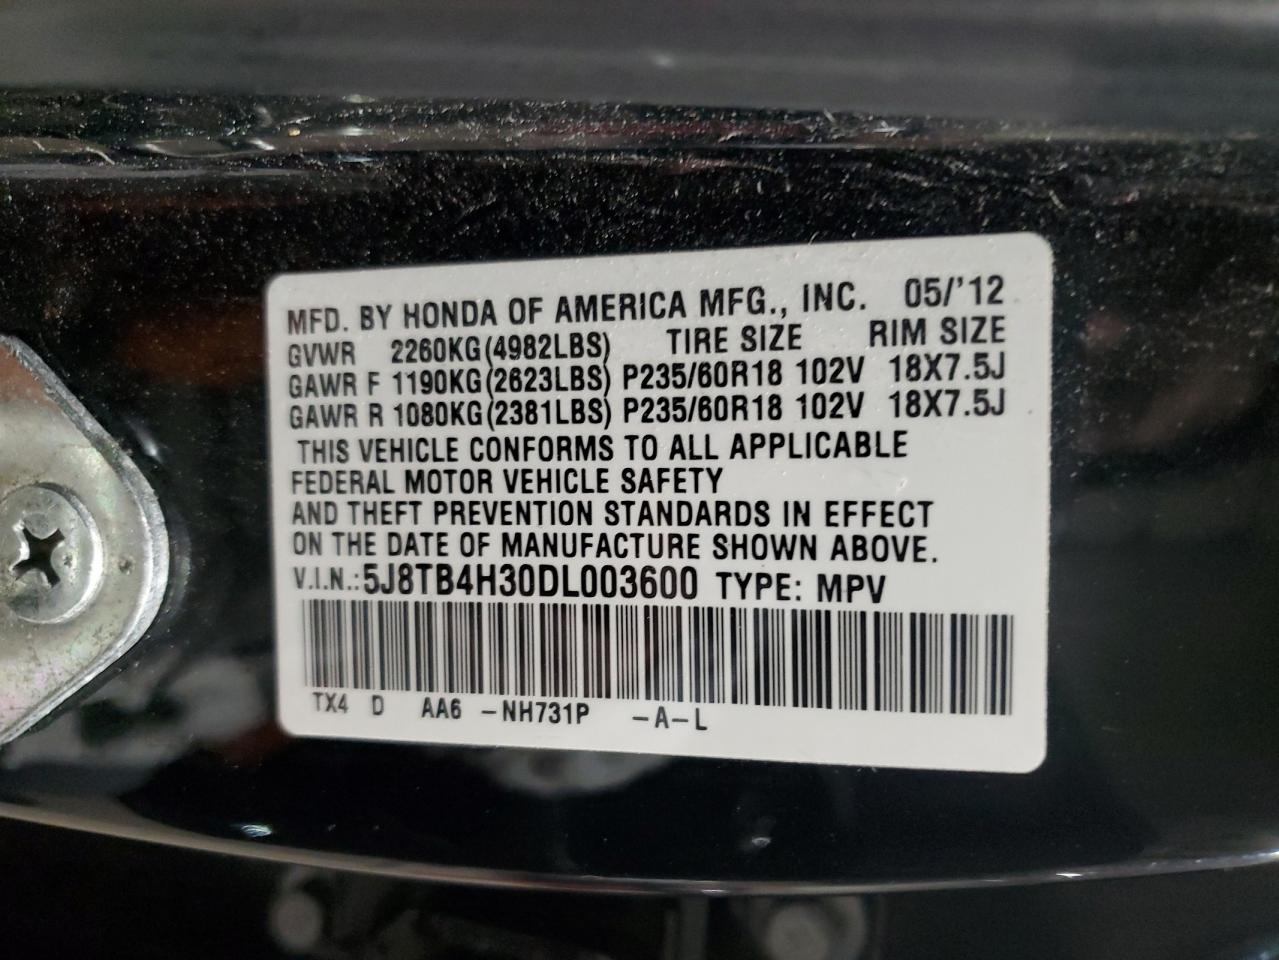 MFD. BY HONDA OF AMERICA MFG., INC. 05/'12
GVWR 2260KG(4982LBS) TIRE SIZE RIM SIZE
GAWR F 1190KG(2623LBS) P235/60R18 102V 18X7.5J
GAWR R 1080KG(2381LBS) P235/60R18 102V 18X7.5J
THIS VEHICLE CONFORMS TO ALL APPLICABLE
FEDERAL MOTOR VEHICLE SAFETY
AND THEFT PREVENTION STANDARDS IN EFFECT
ON THE DATE OF MANUFACTURE SHOWN ABOVE.
V.I.N.:5J8TB4H30DL003600 TYPE: MPV
TX4 D AA6 -NH731P -A-L